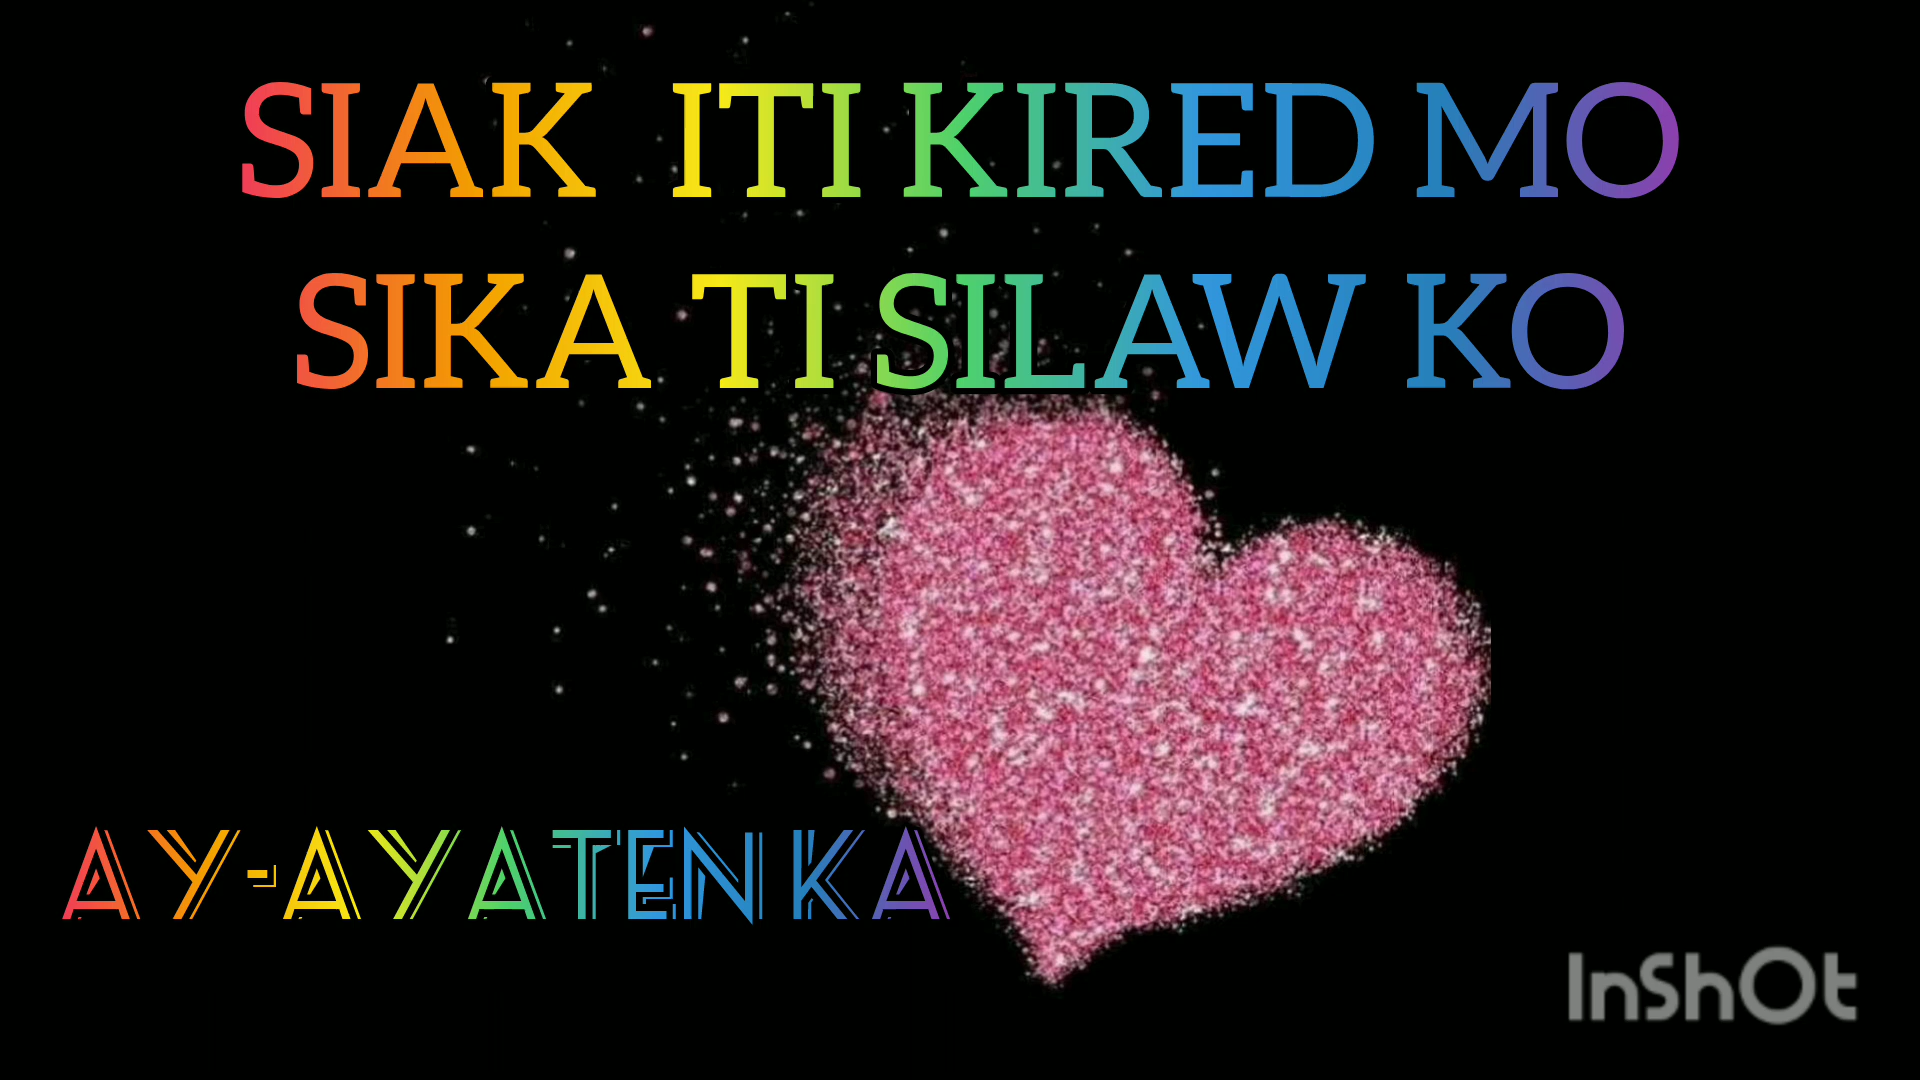 SIAK ITI KIRED MO
SIKA TI SILAW KO
AY-AYATEN KA
InShOt